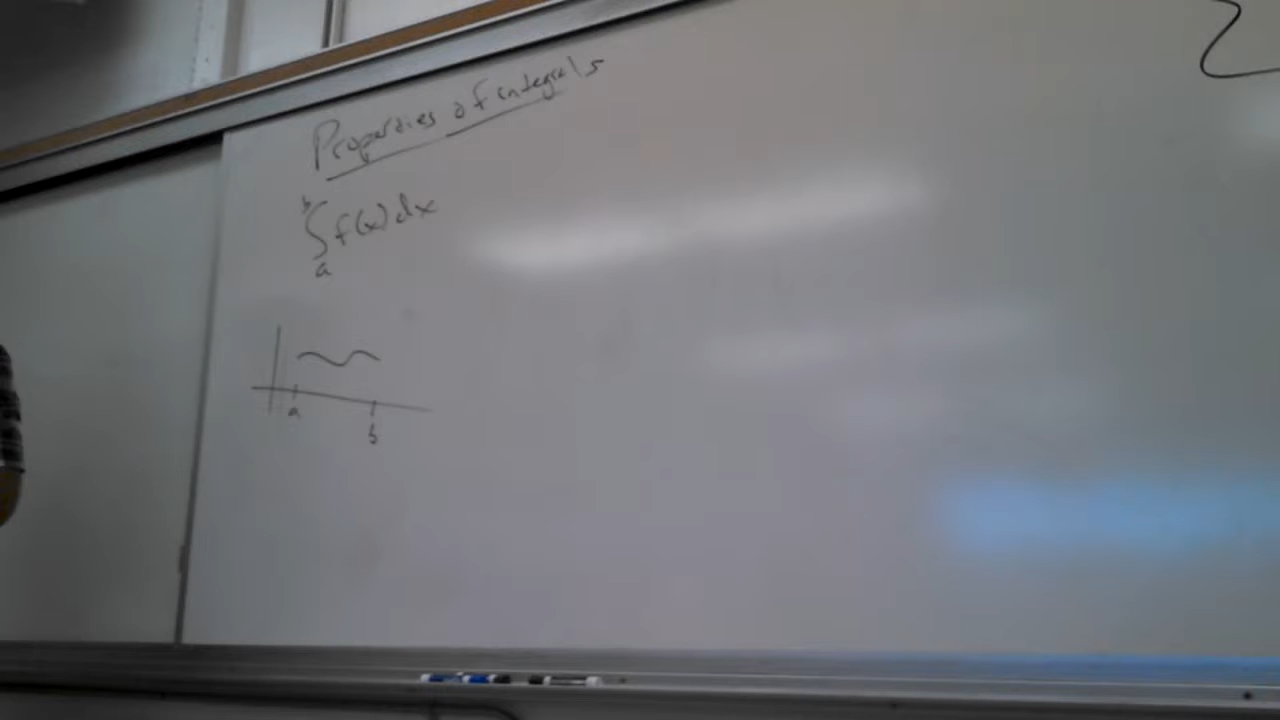 Properties of integrals
b
∫ f(x) dx
a
a
b